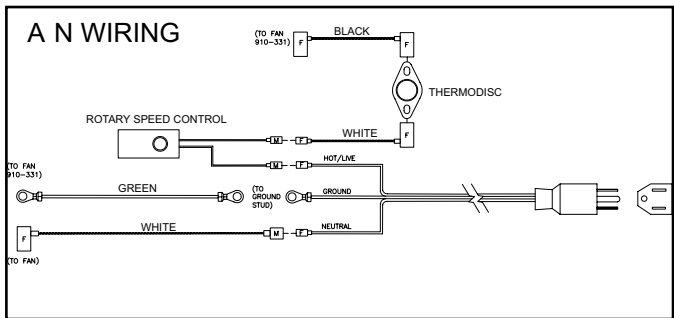 A N WIRING
(TO FAN
910-331)
F
BLACK
F
THERMODISC
ROTARY SPEED CONTROL
M
F
WHITE
F
(TO FAN
910-331)
M
F
HOT/LIVE
GREEN
(TO
GROUND
STUD)
GROUND
F
WHITE
M
F
NEUTRAL
(TO FAN)